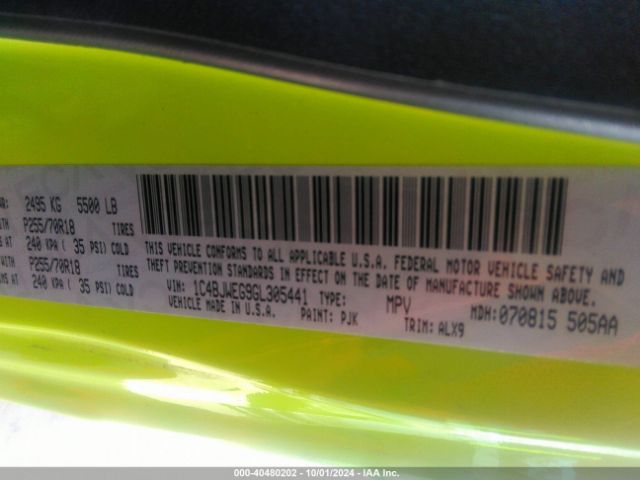 2495 KG 5500 LB
P255/70R18 TIRES
240 KPA ( 35 PSI) COLD
P255/70R18 TIRES
240 KPA ( 35 PSI) COLD
THIS VEHICLE CONFORMS TO ALL APPLICABLE U.S.A. FEDERAL MOTOR VEHICLE SAFETY AND
THEFT PREVENTION STANDARDS IN EFFECT ON THE DATE OF MANUFACTURE SHOWN ABOVE.
VIN: 1C4BJWEG9GL305441 TYPE: MPV MDH:070815 505AA
VEHICLE MADE IN U.S.A. PAINT: PJK TRIM: ALX9
000-40480202 - 10/01/2024 - IAA Inc.